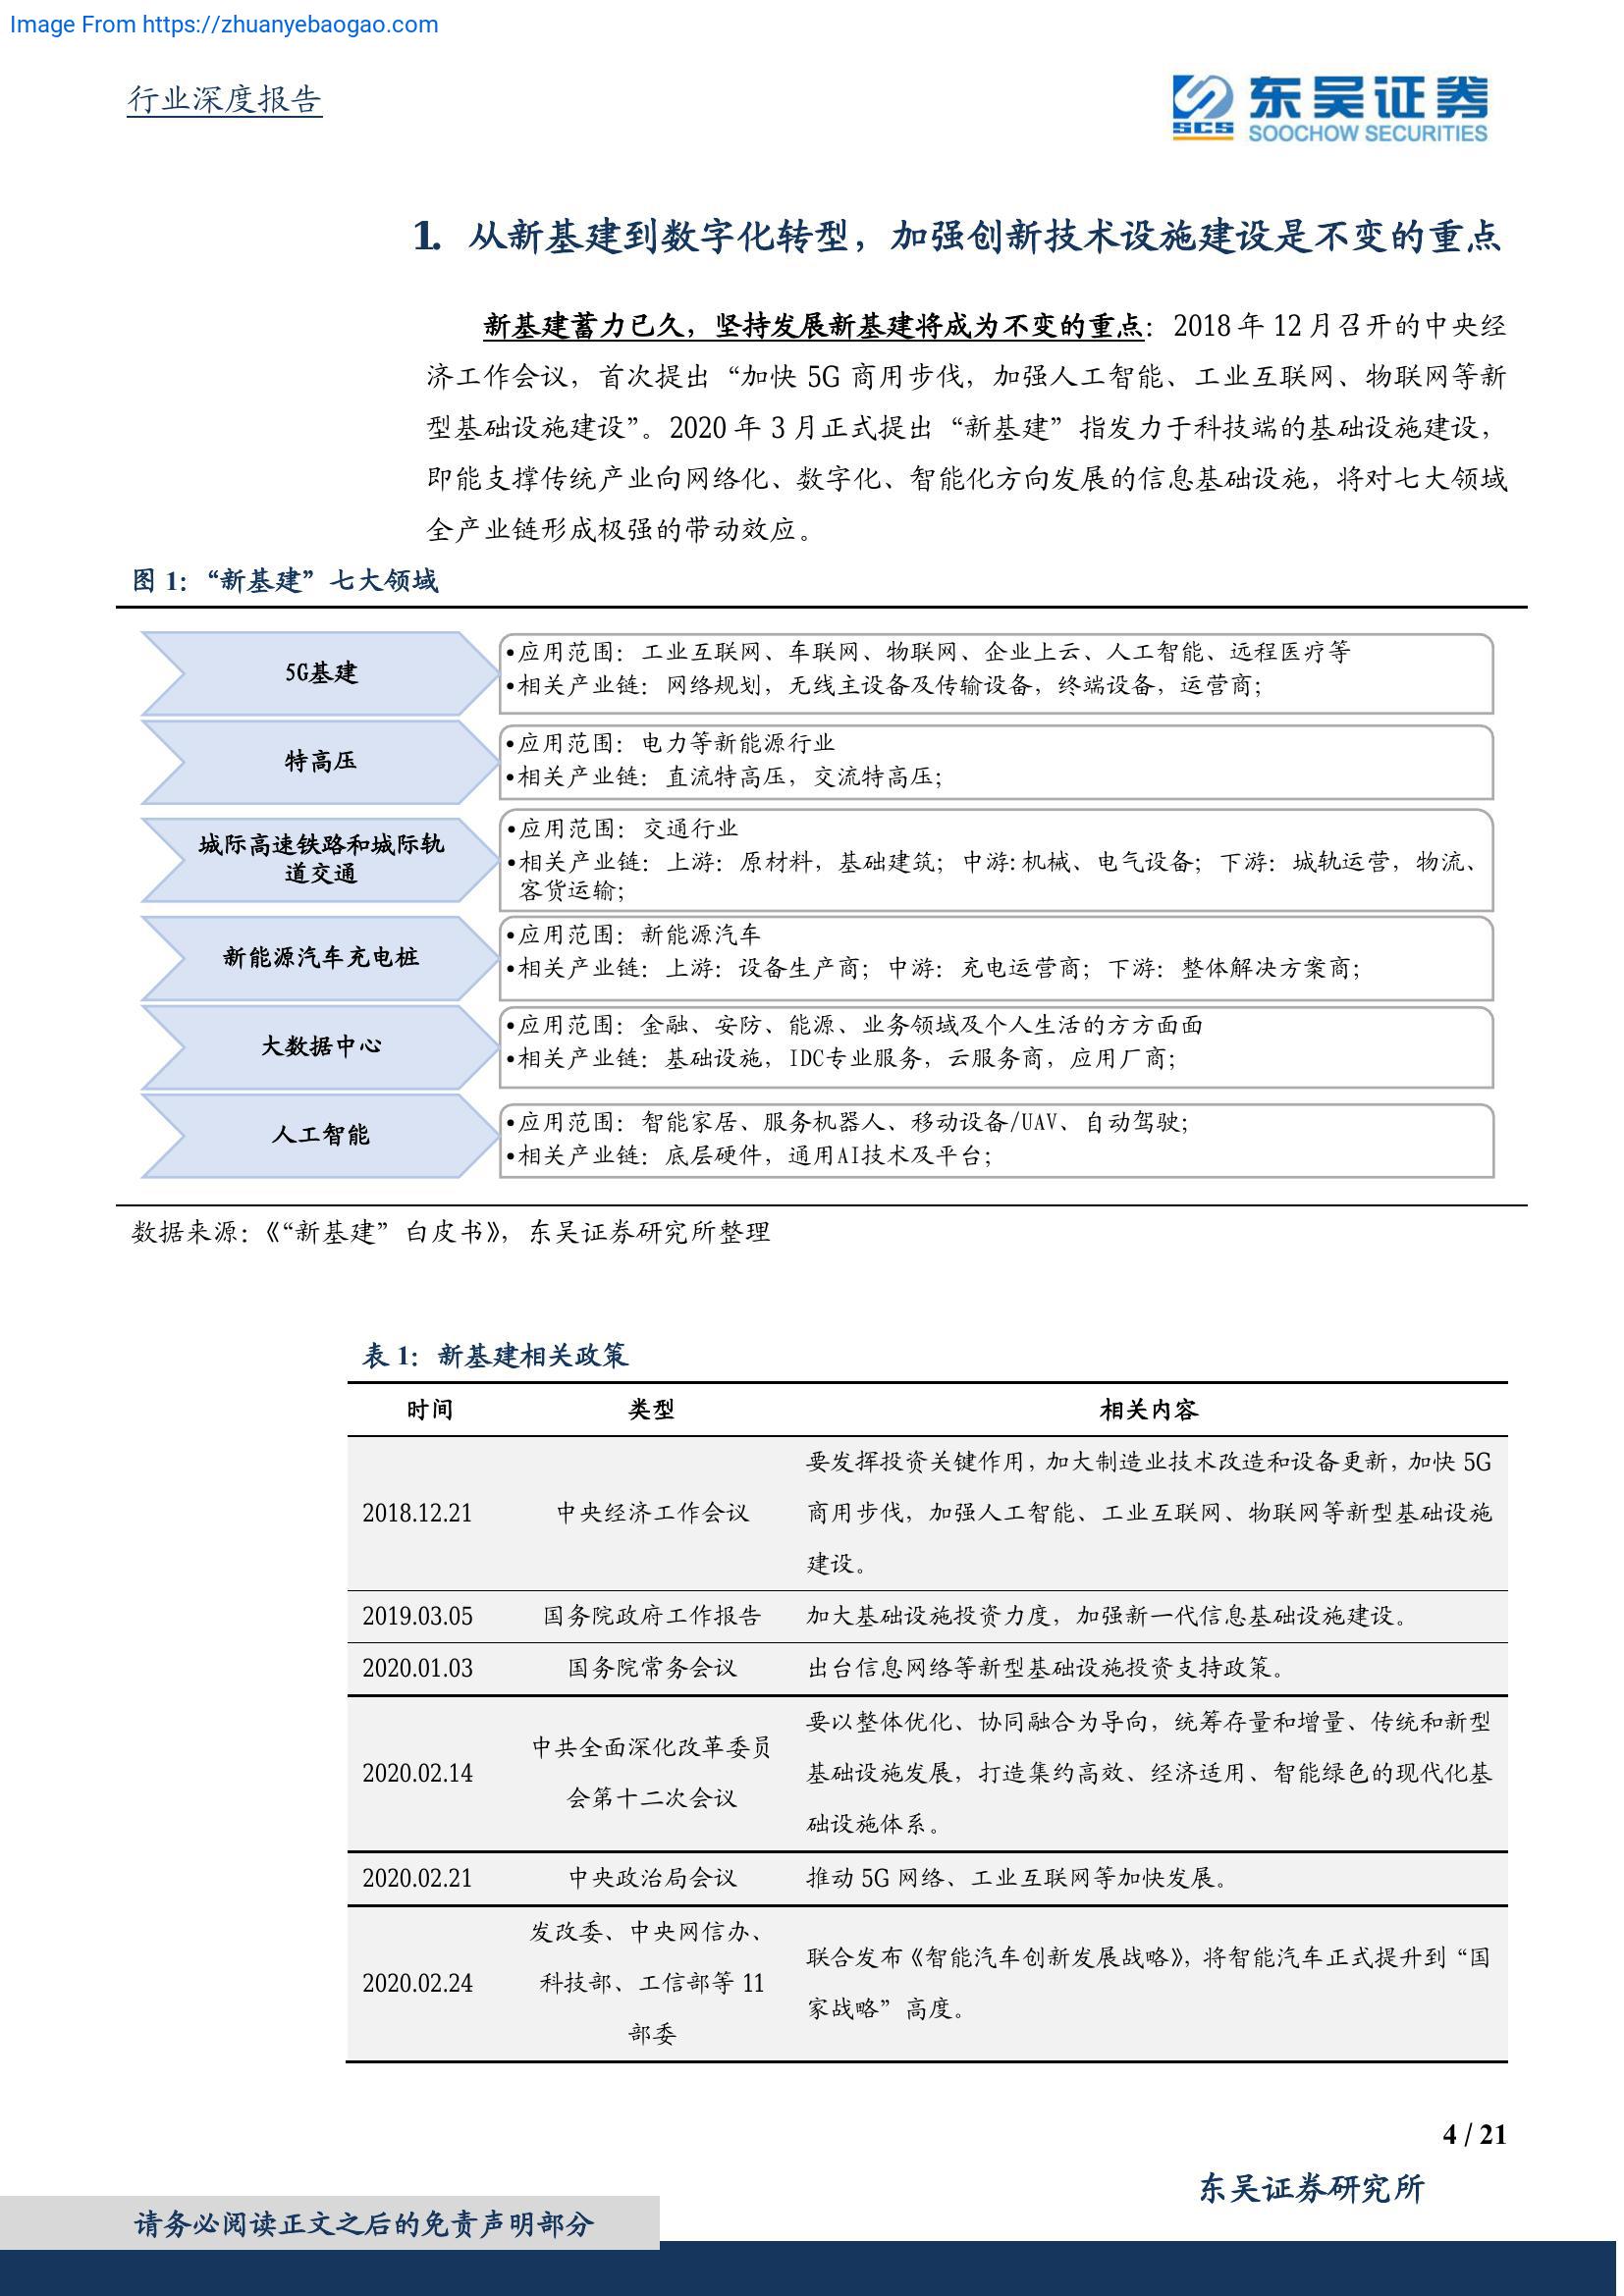 Image From https://zhuanyebaogao.com
行业深度报告
东吴证券
SCS
SOOCHOW SECURITIES
1. 从新基建到数字化转型，加强创新技术设施建设是不变的重点
新基建蓄力已久，坚持发展新基建将成为不变的重点：2018 年 12 月召开的中央经
济工作会议，首次提出“加快 5G 商用步伐，加强人工智能、工业互联网、物联网等新
型基础设施建设”。2020 年 3 月正式提出“新基建”指发力于科技端的基础设施建设，
即能支撑传统产业向网络化、数字化、智能化方向发展的信息基础设施，将对七大领域
全产业链形成极强的带动效应。
图 1：“新基建”七大领域
5G基建
•应用范围：工业互联网、车联网、物联网、企业上云、人工智能、远程医疗等
•相关产业链：网络规划，无线主设备及传输设备，终端设备，运营商；
特高压
•应用范围：电力等新能源行业
•相关产业链：直流特高压，交流特高压；
城际高速铁路和城际轨
道交通
•应用范围：交通行业
•相关产业链：上游：原材料，基础建筑；中游：机械、电气设备；下游：城轨运营，物流、
客货运输；
新能源汽车充电桩
•应用范围：新能源汽车
•相关产业链：上游：设备生产商；中游：充电运营商；下游：整体解决方案商；
大数据中心
•应用范围：金融、安防、能源、业务领域及个人生活的方方面面
•相关产业链：基础设施，IDC专业服务，云服务商，应用厂商；
人工智能
•应用范围：智能家居、服务机器人、移动设备/UAV、自动驾驶；
•相关产业链：底层硬件，通用AI技术及平台；
数据来源：《“新基建”白皮书》，东吴证券研究所整理
表 1：新基建相关政策
时间 类型 相关内容
要发挥投资关键作用，加大制造业技术改造和设备更新，加快 5G
2018.12.21 中央经济工作会议 商用步伐，加强人工智能、工业互联网、物联网等新型基础设施
建设。
2019.03.05 国务院政府工作报告 加大基础设施投资力度，加强新一代信息基础设施建设。
2020.01.03 国务院常务会议 出台信息网络等新型基础设施投资支持政策。
2020.02.14
中共全面深化改革委员
会第十二次会议
要以整体优化、协同融合为导向，统筹存量和增量、传统和新型
基础设施发展，打造集约高效、经济适用、智能绿色的现代化基
础设施体系。
2020.02.21 中央政治局会议 推动 5G 网络、工业互联网等加快发展。
2020.02.24
发改委、中央网信办、
科技部、工信部等 11
部委
联合发布《智能汽车创新发展战略》，将智能汽车正式提升到“国
家战略”高度。
4 / 21
东吴证券研究所
请务必阅读正文之后的免责声明部分